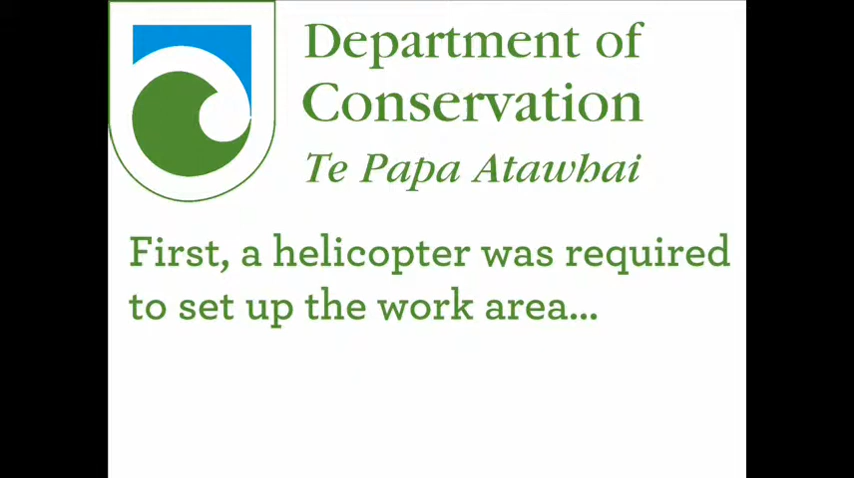 Department of
Conservation
Te Papa Atawhai
First, a helicopter was required
to set up the work area...